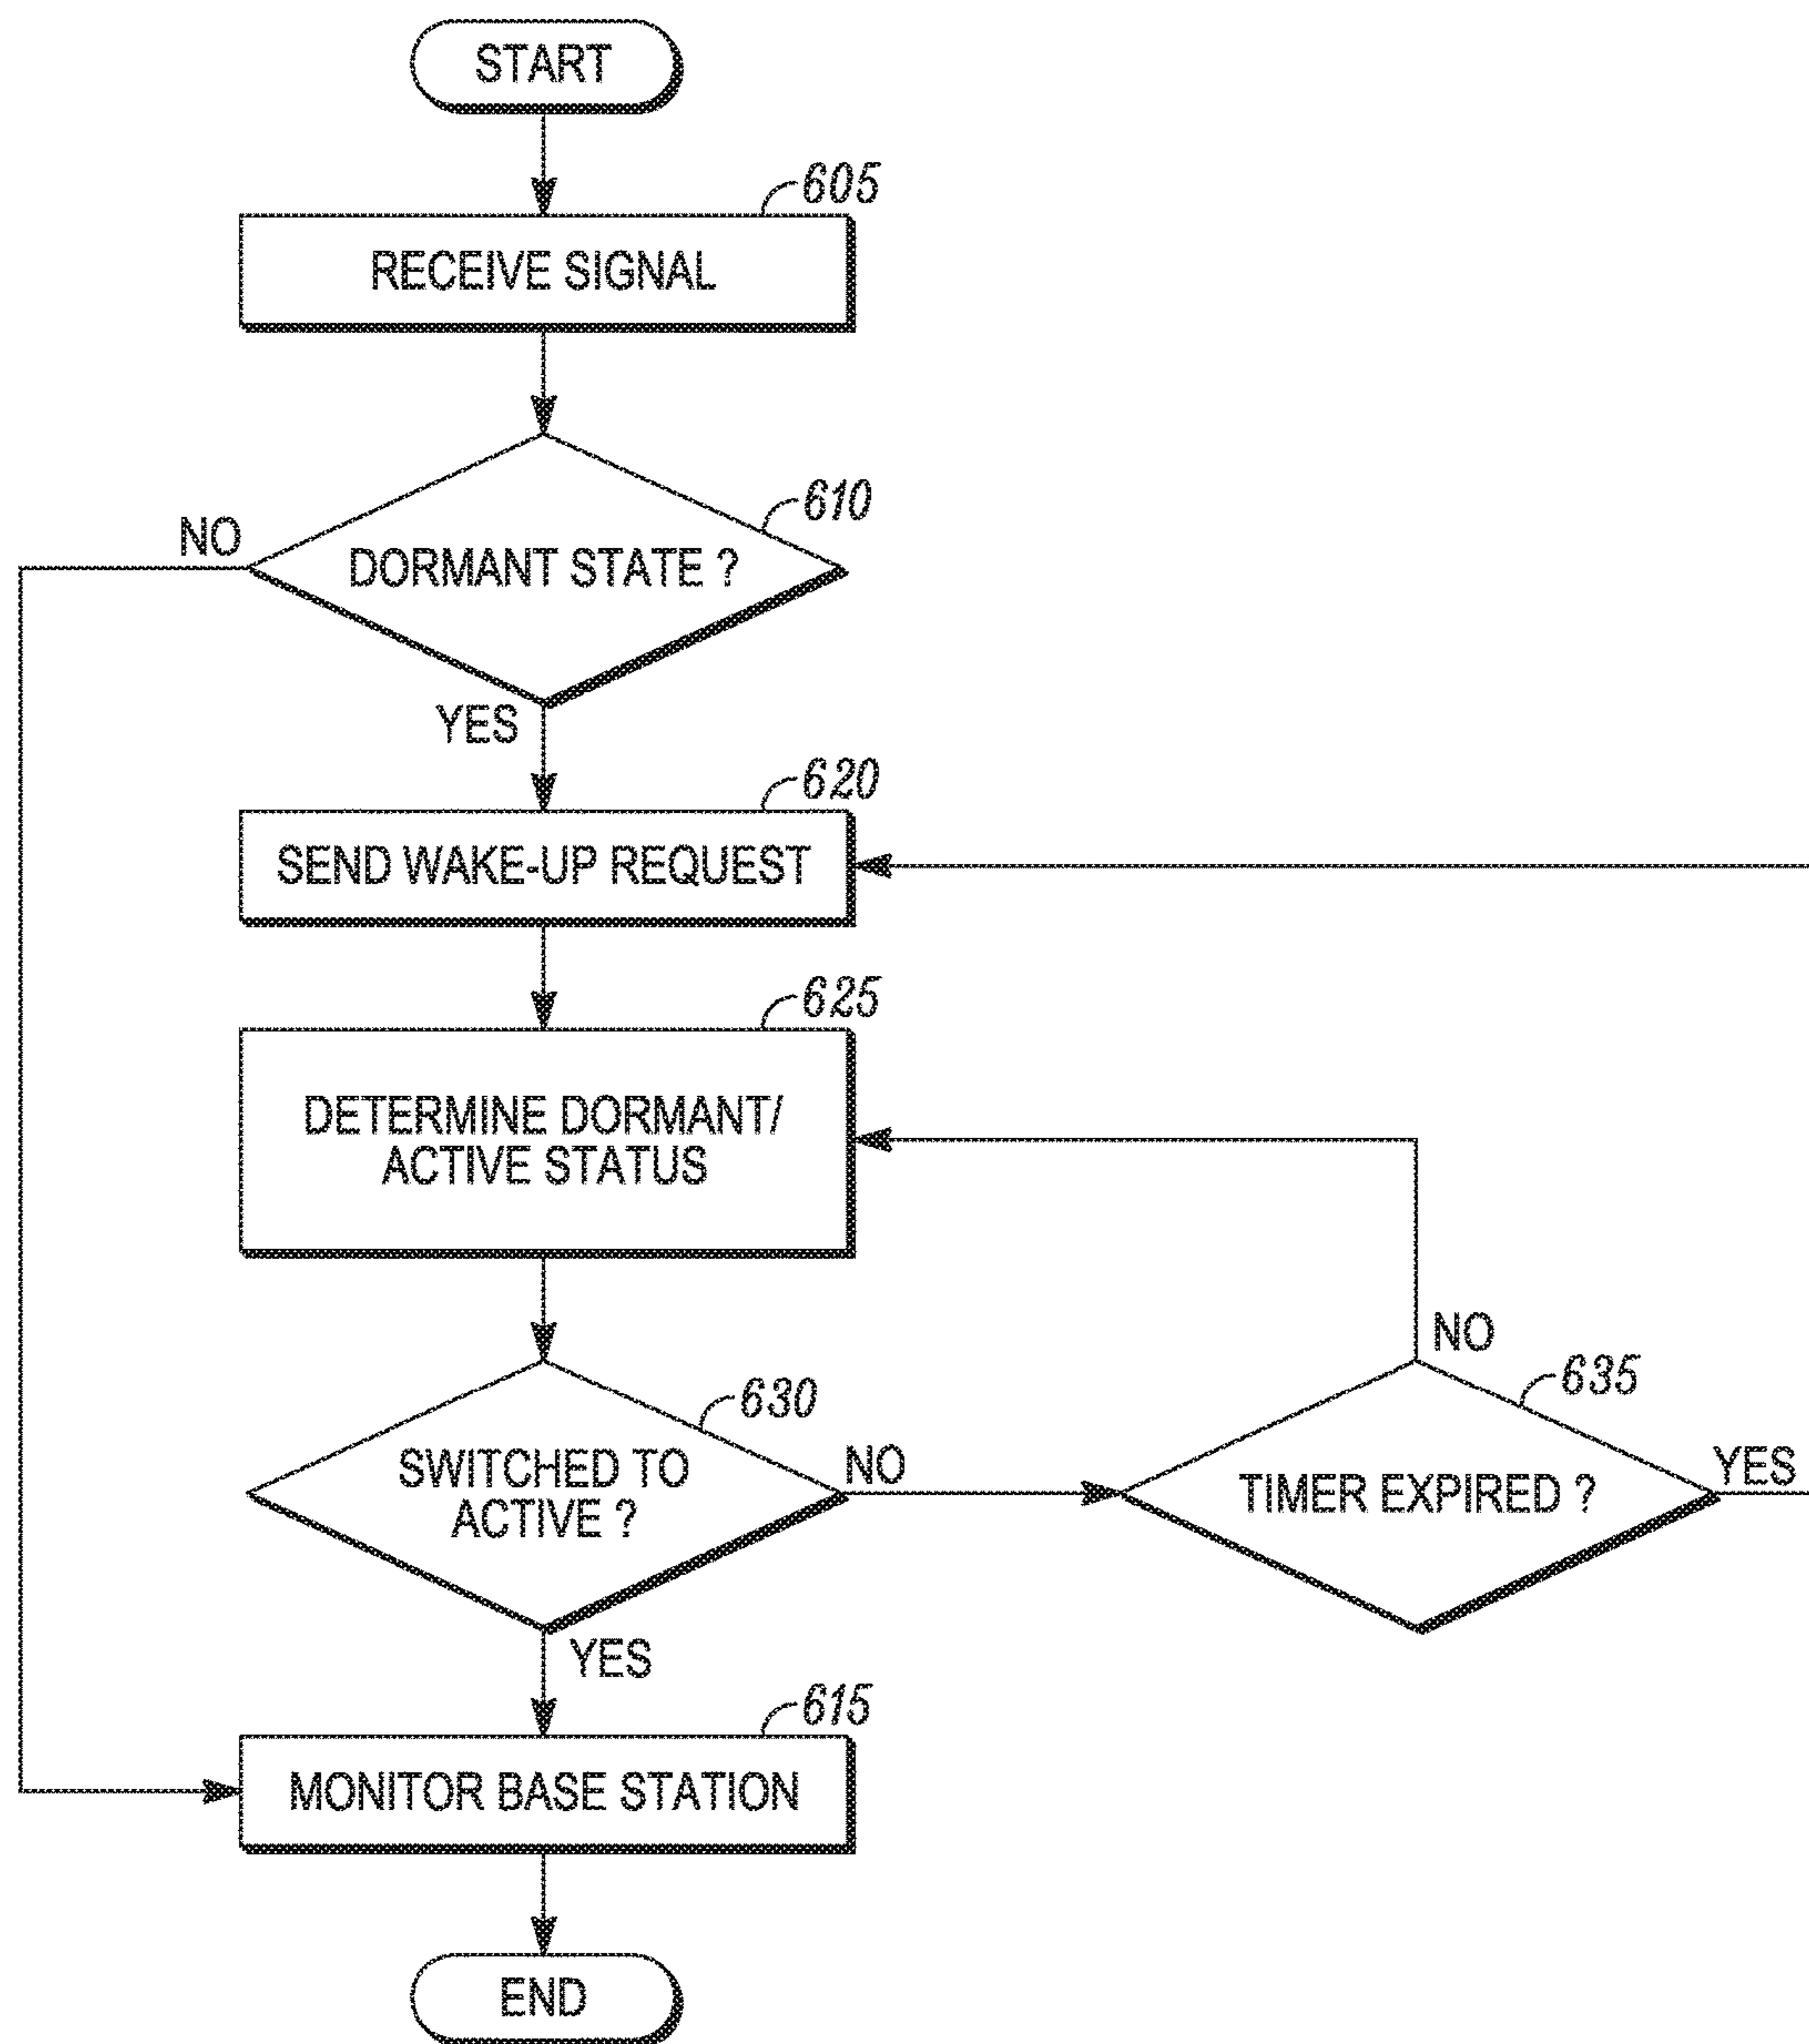 START
605
RECEIVE SIGNAL
610
NO
DORMANT STATE ?
YES
620
SEND WAKE-UP REQUEST
625
DETERMINE DORMANT/
ACTIVE STATUS
NO
630
635
SWITCHED TO
ACTIVE ?
NO
TIMER EXPIRED ?
YES
YES
615
MONITOR BASE STATION
END